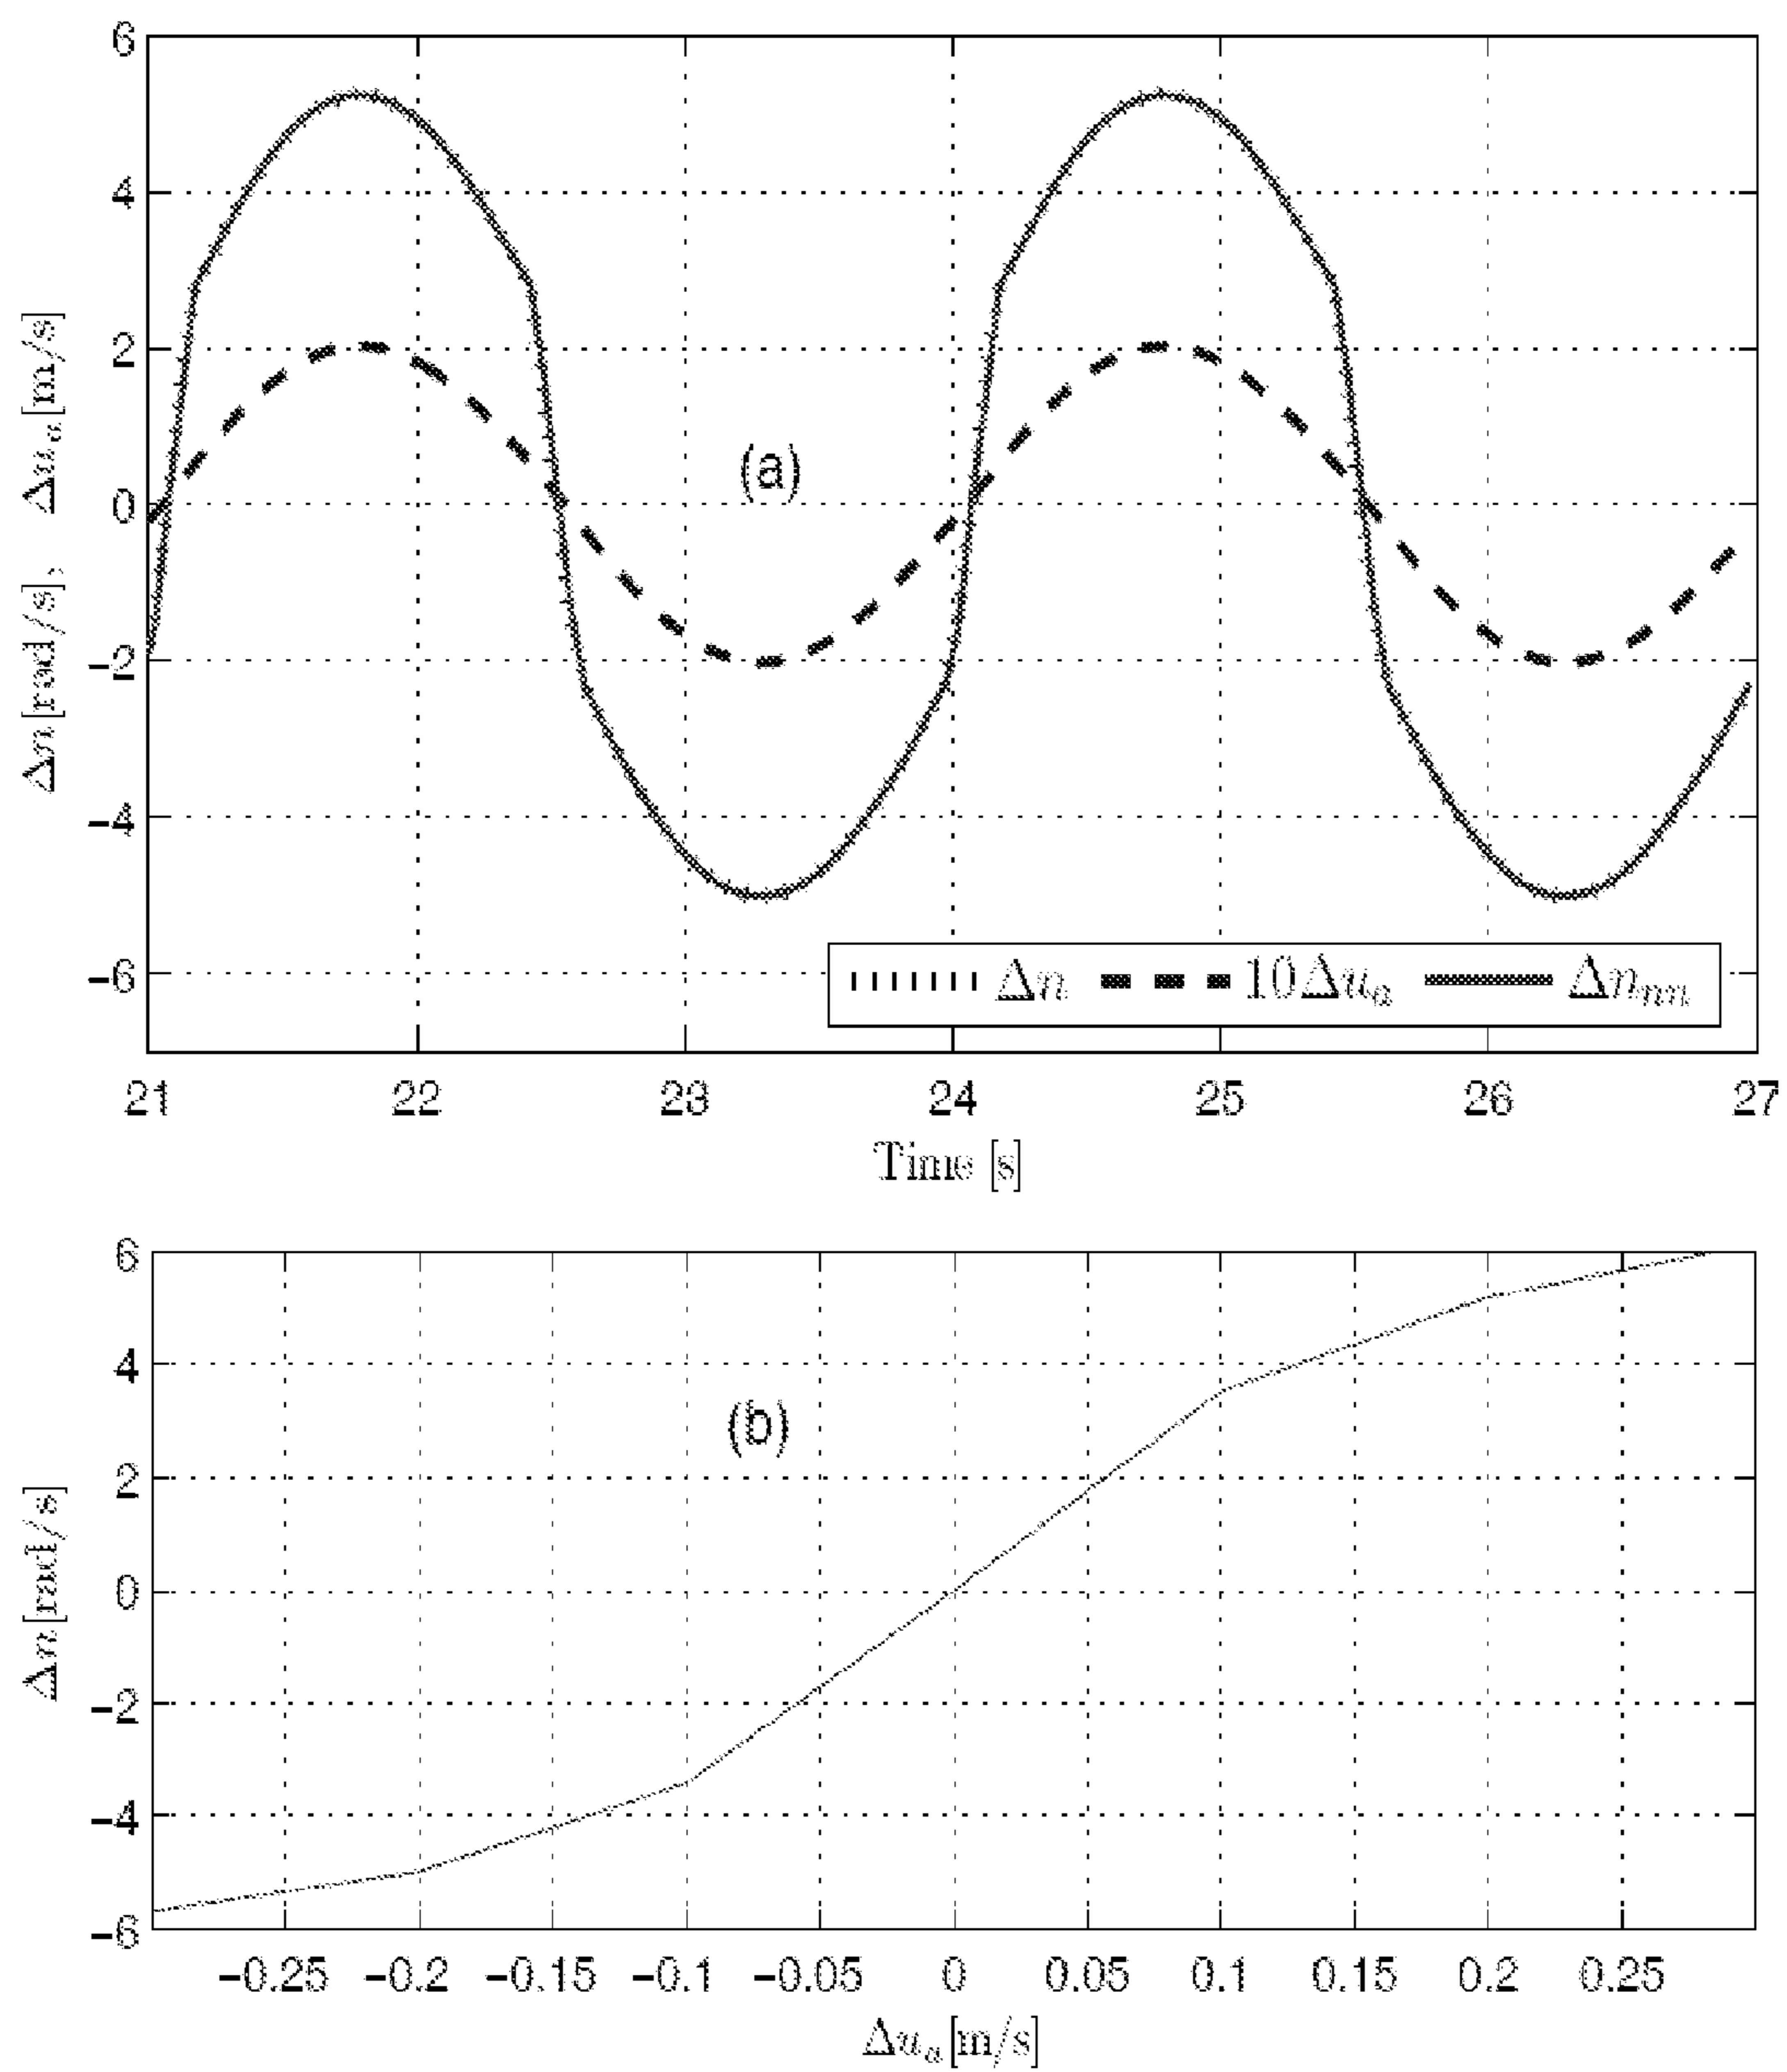 6
4
2
0
−2
−4
−6
Δn[rad/s], Δu_a[m/s]
(a)
Δn 10Δu_a Δn_nn
21 22 23 24 25 26 27
Time [s]
6
4
2
0
−2
−4
−6
Δn[rad/s]
(b)
−0.25 −0.2 −0.15 −0.1 −0.05 0 0.05 0.1 0.15 0.2 0.25
Δu_a[m/s]